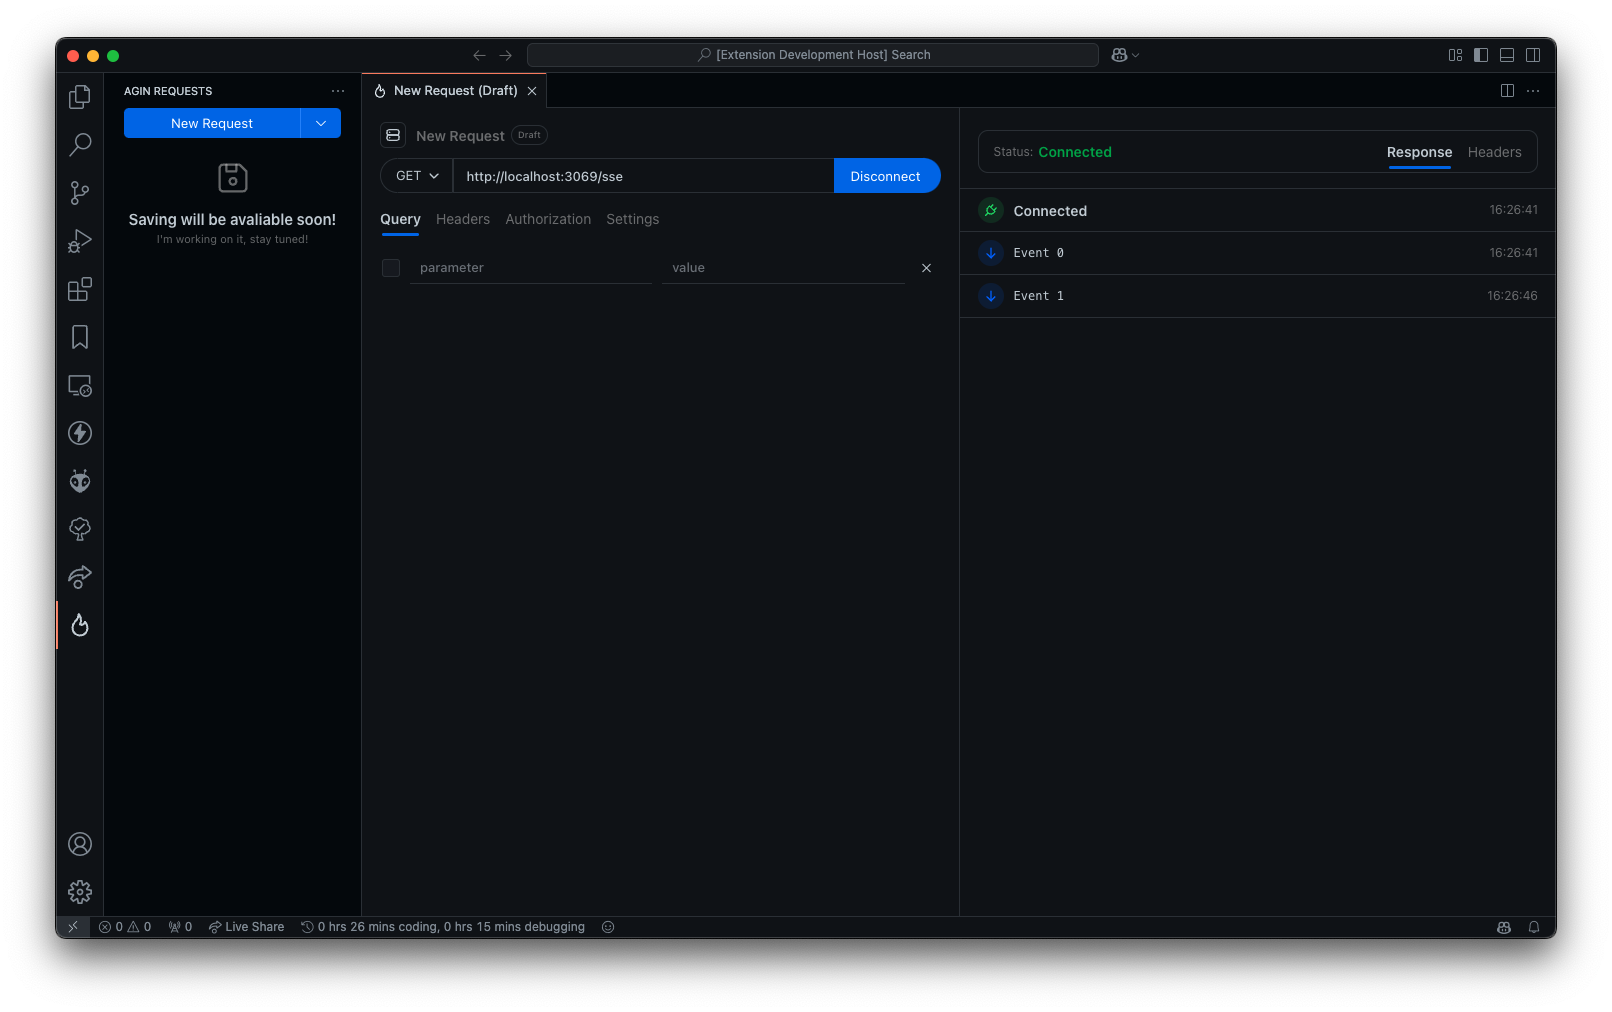 [Extension Development Host] Search
AGIN REQUESTS
New Request
Saving will be avaliable soon!
I'm working on it, stay tuned!
New Request (Draft)
New Request Draft
GET http://localhost:3069/sse Disconnect
Query Headers Authorization Settings
parameter value
Status: Connected Response Headers
Connected 16:26:41
Event 0 16:26:41
Event 1 16:26:46
0 0 0 Live Share 0 hrs 26 mins coding, 0 hrs 15 mins debugging